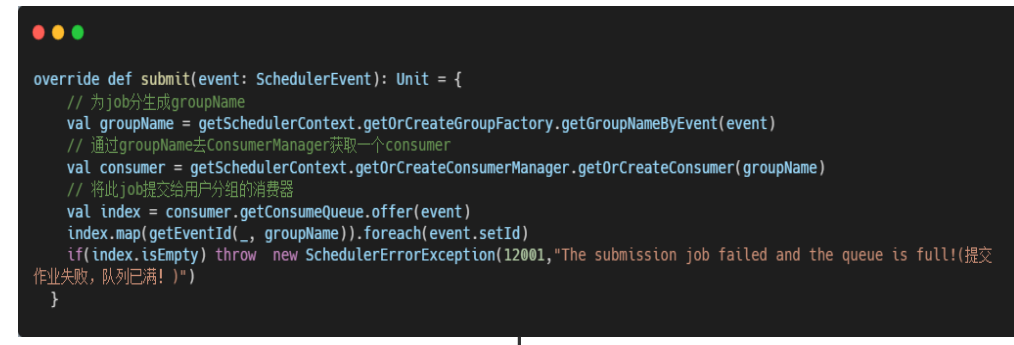 override def submit(event: SchedulerEvent): Unit = {
    // 为job分生成groupName
    val groupName = getSchedulerContext.getOrCreateGroupFactory.getGroupNameByEvent(event)
    // 通过groupName去ConsumerManager获取一个consumer
    val consumer = getSchedulerContext.getOrCreateConsumerManager.getOrCreateConsumer(groupName)
    // 将此job提交给用户分组的消费器
    val index = consumer.getConsumeQueue.offer(event)
    index.map(getEventId(_, groupName)).foreach(event.setId)
    if(index.isEmpty) throw  new SchedulerErrorException(12001,"The submission job failed and the queue is full!(提交
作业失败，队列已满！)")
  }